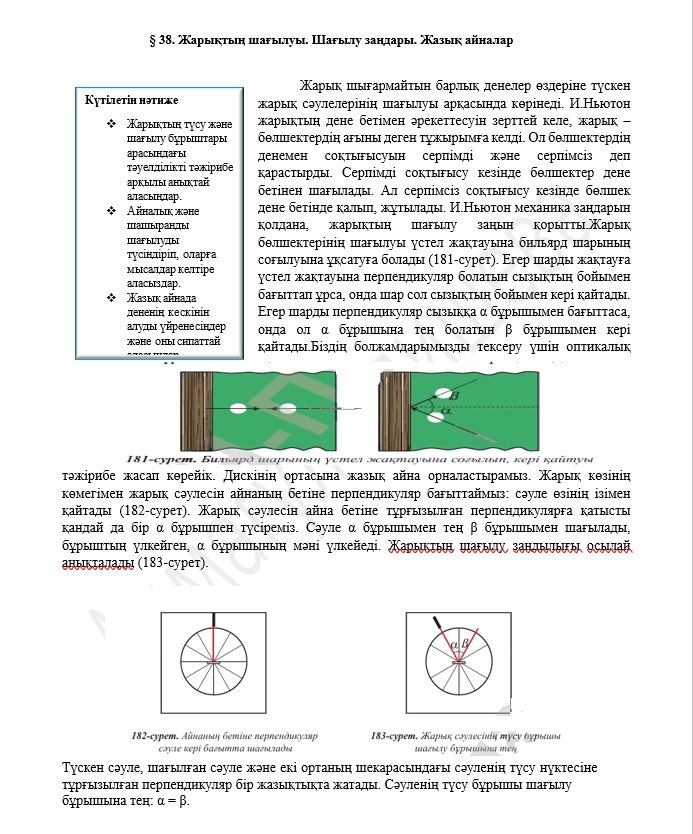 § 38. Жарықтың шағылуы. Шағылу заңдары. Жазық айналар
Күтілетін нәтиже
❖ Жарықтың түсу және
шағылу бұрыштары
арасындағы
тәуелділікті тәжірибе
арқылы анықтай
аласыңдар.
❖ Айналық және
шашыранды
шағылуды
түсіндіріп, оларға
мысалдар келтіре
аласыздар.
❖ Жазық айнада
дененің кескінін
алуды үйренесіңдер
және оны сипаттай
аласыңдар
Жарық шығармайтын барлық денелер өздеріне түскен
жарық сәулелерінің шағылуы арқасында көрінеді. И.Ньютон
жарықтың дене бетімен әрекеттесуін зерттей келе, жарық –
бөлшектердің ағыны деген тұжырымға келді. Ол бөлшектердің
денемен соқтығысуын серпімді және серпімсіз деп
қарастырды. Серпімді соқтығысу кезінде бөлшектер дене
бетінен шағылады. Ал серпімсіз соқтығысу кезінде бөлшек
дене бетінде қалып, жұтылады. И.Ньютон механика заңдарын
қолдана, жарықтың шағылу заңын қорытты.Жарық
бөлшектерінің шағылуы үстел жақтауына бильярд шарының
соғылуына ұқсатуға болады (181-сурет). Егер шарды жақтауға
үстел жақтауына перпендикуляр болатын сызықтың бойымен
бағыттап ұрса, онда шар сол сызықтың бойымен кері қайтады.
Егер шарды перпендикуляр сызыққа α бұрышымен бағыттаса,
онда ол α бұрышына тең болатын β бұрышымен кері
қайтады.Біздің болжамдарымызды тексеру үшін оптикалық
β
α
181-сурет. Бильярд шарының үстел жақтауына соғылып, кері қайтуы
тәжірибе жасап көрейік. Дискінің ортасына жазық айна орналастырамыз. Жарық көзінің
көмегімен жарық сәулесін айнаның бетіне перпендикуляр бағыттаймыз: сәуле өзінің ізімен
қайтады (182-сурет). Жарық сәулесін айна бетіне тұрғызылған перпендикулярға қатысты
қандай да бір α бұрышпен түсіреміз. Сәуле α бұрышымен тең β бұрышымен шағылады,
бұрыштың үлкейген, α бұрышының мәні үлкейеді. Жарықтың шағылу заңдылығы осылай
анықталады (183-сурет).
α β
182-сурет. Айнаның бетіне перпендикуляр
сәуле кері бағытта шағылады
183-сурет. Жарық сәулесінің түсу бұрышы
шағылу бұрышына тең
Түскен сәуле, шағылған сәуле және екі ортаның шекарасындағы сәуленің түсу нүктесіне
тұрғызылған перпендикуляр бір жазықтықта жатады. Сәуленің түсу бұрышы шағылу
бұрышына тең: α = β.